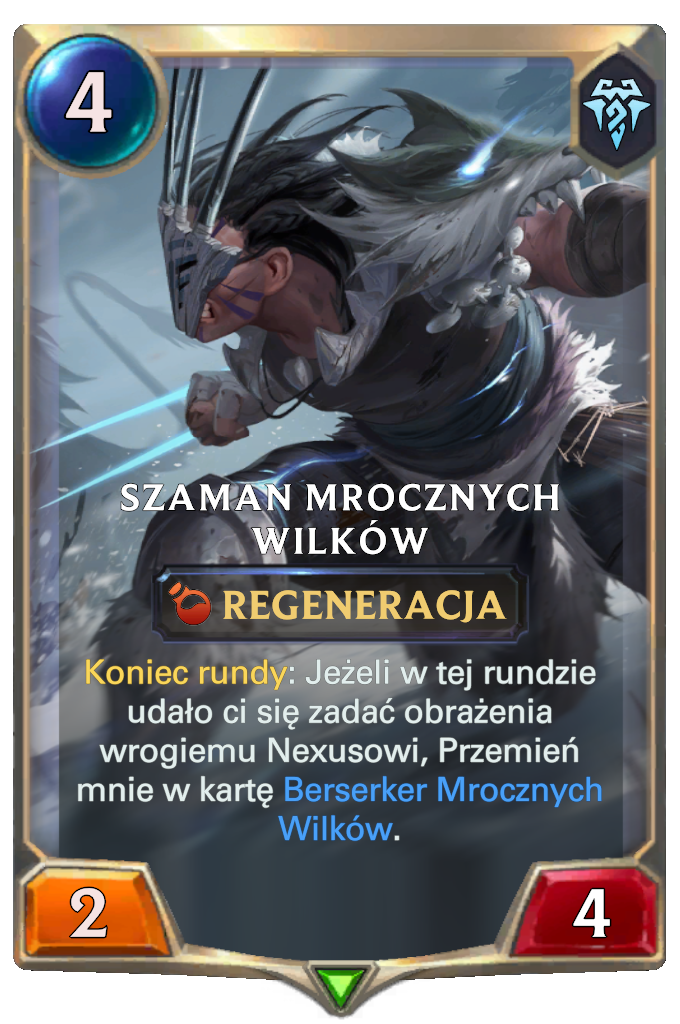 4
SZAMAN MROCZNYCH
WILKÓW
REGENERACJA
Koniec rundy: Jeżeli w tej rundzie
udało ci się zadać obrażenia
wrogiemu Nexusowi, Przemień
mnie w kartę Berserker Mrocznych
Wilków.
2
4